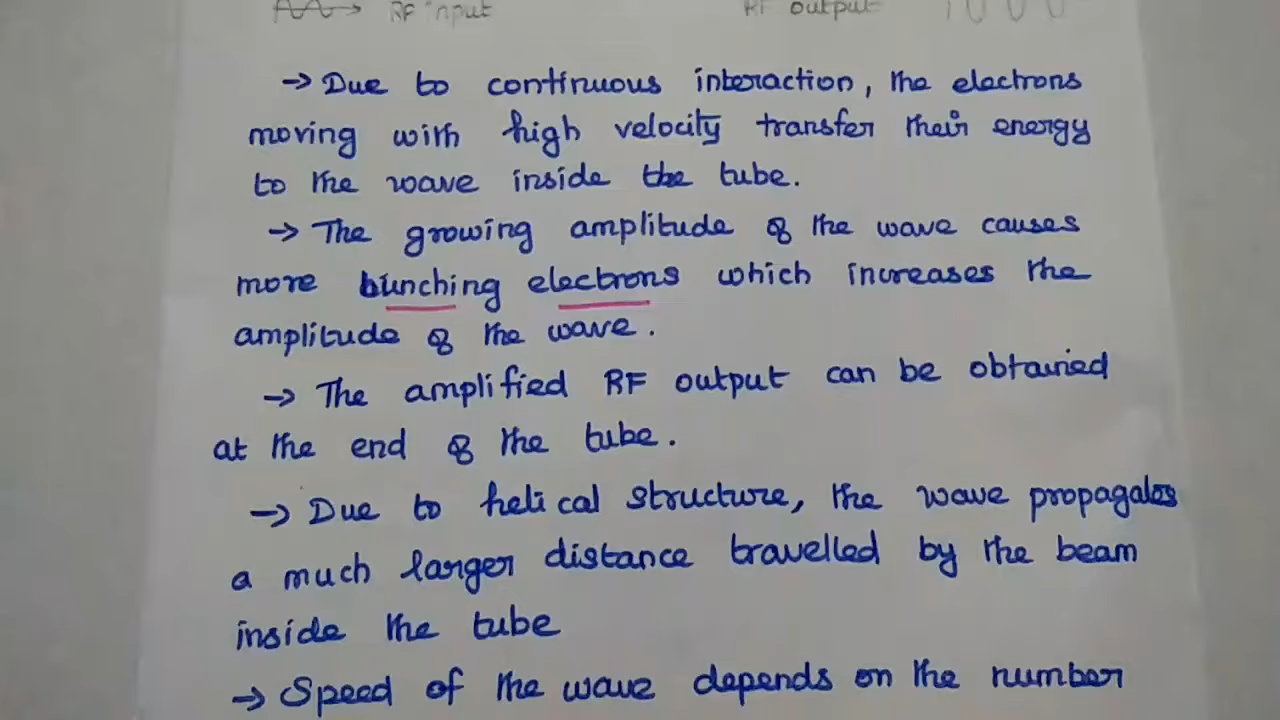 RF input RF output
→ Due to continuous interaction, the electrons
moving with high velocity transfer their energy
to the wave inside the tube.
→ The growing amplitude of the wave causes
more bunching electrons which increases the
amplitude of the wave.
→ The amplified RF output can be obtained
at the end of the tube.
→ Due to helical structure, the wave propagates
a much larger distance travelled by the beam
inside the tube
→ Speed of the wave depends on the number